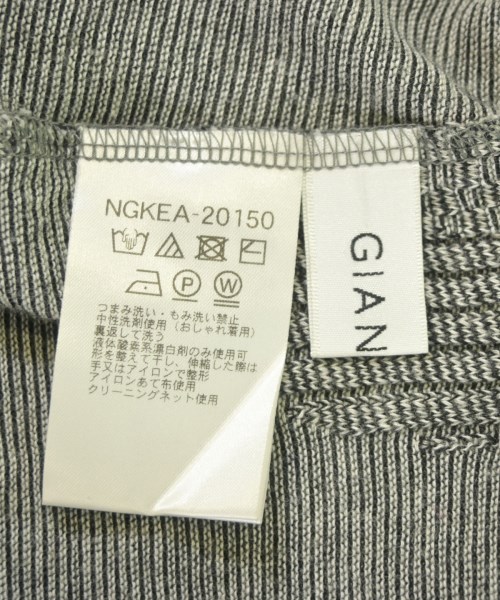 NGKEA-20150
P W
つまみ洗い・もみ洗い禁止
中性洗剤使用(おしゃれ着用)
裏返して洗う
液体酸素系漂白剤のみ使用可
形を整えて干し、伸縮した際は
手又はアイロンで整形
アイロンあて布使用
クリーニングネット使用
GIAN